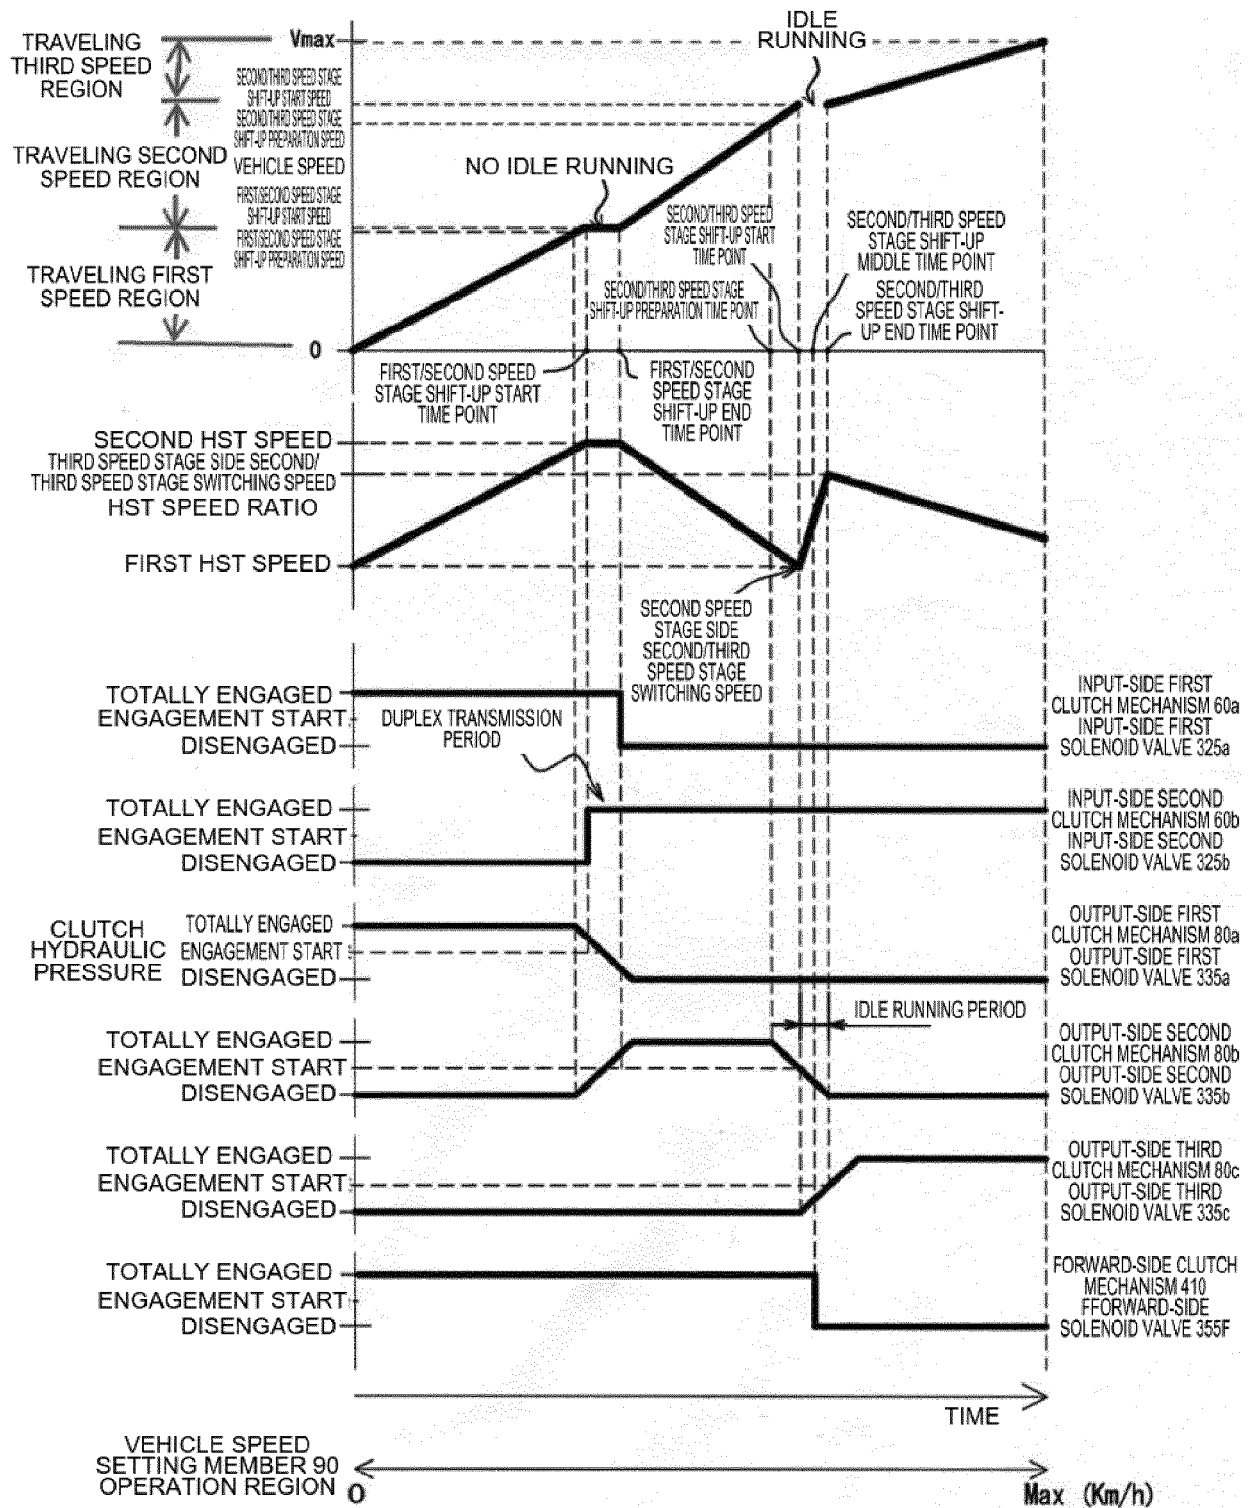 TRAVELING
THIRD SPEED
REGION
Vmax
IDLE
RUNNING
SECOND/THIRD SPEED STAGE
SHIFT-UP START SPEED
SECOND/THIRD SPEED STAGE
SHIFT-UP PREPARATION SPEED
TRAVELING SECOND
SPEED REGION
VEHICLE SPEED
NO IDLE RUNNING
FIRST/SECOND SPEED STAGE
SHIFT-UP START SPEED
FIRST/SECOND SPEED STAGE
SHIFT-UP PREPARATION SPEED
TRAVELING FIRST
SPEED REGION
0
SECOND/THIRD SPEED
STAGE SHIFT-UP START
TIME POINT
SECOND/THIRD SPEED
STAGE SHIFT-UP
MIDDLE TIME POINT
SECOND/THIRD SPEED STAGE
SHIFT-UP PREPARATION TIME POINT
SECOND/THIRD
SPEED STAGE SHIFT-
UP END TIME POINT
FIRST/SECOND SPEED
STAGE SHIFT-UP START
TIME POINT
FIRST/SECOND
SPEED STAGE
SHIFT-UP END
TIME POINT
SECOND HST SPEED
THIRD SPEED STAGE SIDE SECOND/
THIRD SPEED STAGE SWITCHING SPEED
HST SPEED RATIO
FIRST HST SPEED
SECOND SPEED
STAGE SIDE
SECOND/THIRD
SPEED STAGE
SWITCHING SPEED
TOTALLY ENGAGED
ENGAGEMENT START
DISENGAGED
DUPLEX TRANSMISSION
PERIOD
INPUT-SIDE FIRST
CLUTCH MECHANISM 60a
INPUT-SIDE FIRST
SOLENOID VALVE 325a
TOTALLY ENGAGED
ENGAGEMENT START
DISENGAGED
INPUT-SIDE SECOND
CLUTCH MECHANISM 60b
INPUT-SIDE SECOND
SOLENOID VALVE 325b
CLUTCH
HYDRAULIC
PRESSURE
TOTALLY ENGAGED
ENGAGEMENT START
DISENGAGED
OUTPUT-SIDE FIRST
CLUTCH MECHANISM 80a
OUTPUT-SIDE FIRST
SOLENOID VALVE 335a
IDLE RUNNING PERIOD
TOTALLY ENGAGED
ENGAGEMENT START
DISENGAGED
OUTPUT-SIDE SECOND
CLUTCH MECHANISM 80b
OUTPUT-SIDE SECOND
SOLENOID VALVE 335b
TOTALLY ENGAGED
ENGAGEMENT START
DISENGAGED
OUTPUT-SIDE THIRD
CLUTCH MECHANISM 80c
OUTPUT-SIDE THIRD
SOLENOID VALVE 335c
TOTALLY ENGAGED
ENGAGEMENT START
DISENGAGED
FORWARD-SIDE CLUTCH
MECHANISM 410
FFORWARD-SIDE
SOLENOID VALVE 355F
TIME
VEHICLE SPEED
SETTING MEMBER 90
OPERATION REGION
0
Max (Km/h)